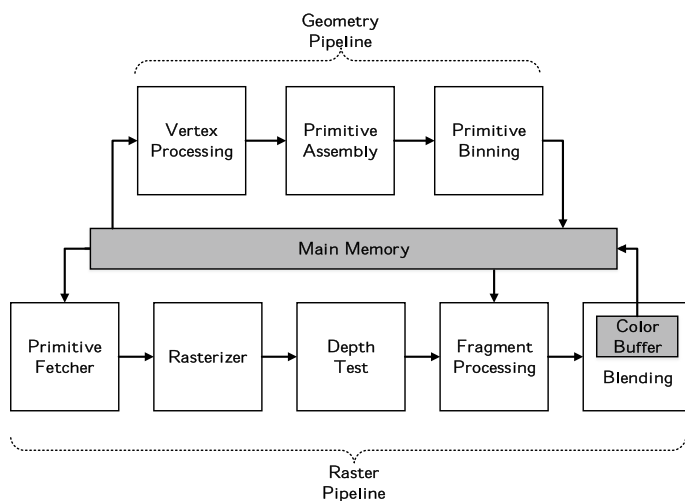 Geometry
Pipeline
Vertex
Processing
Primitive
Assembly
Primitive
Binning
Main Memory
Primitive
Fetcher
Rasterizer
Depth
Test
Fragment
Processing
Color
Buffer
Blending
Raster
Pipeline